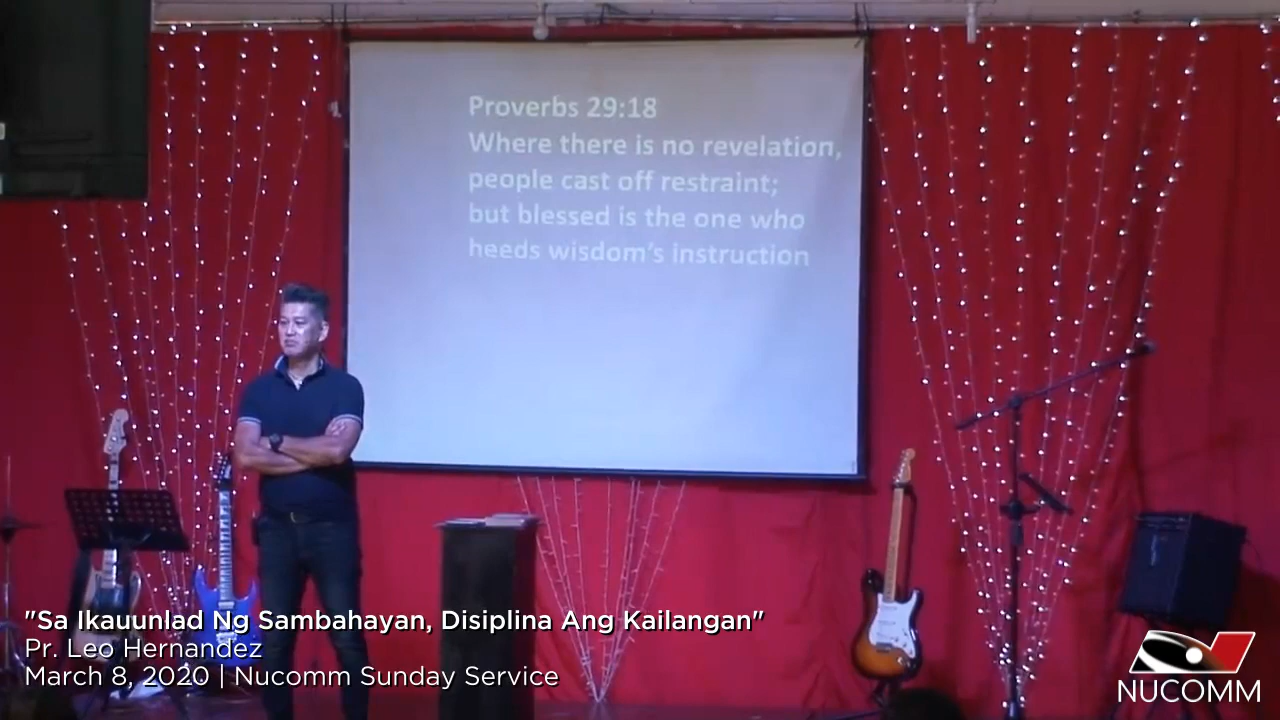 Proverbs 29:18
Where there is no revelation,
people cast off restraint;
but blessed is the one who
heeds wisdom's instruction
"Sa Ikauunlad Ng Sambahayan, Disiplina Ang Kailangan"
Pr. Leo Hernandez
March 8, 2020 | Nucomm Sunday Service
NUCOMM